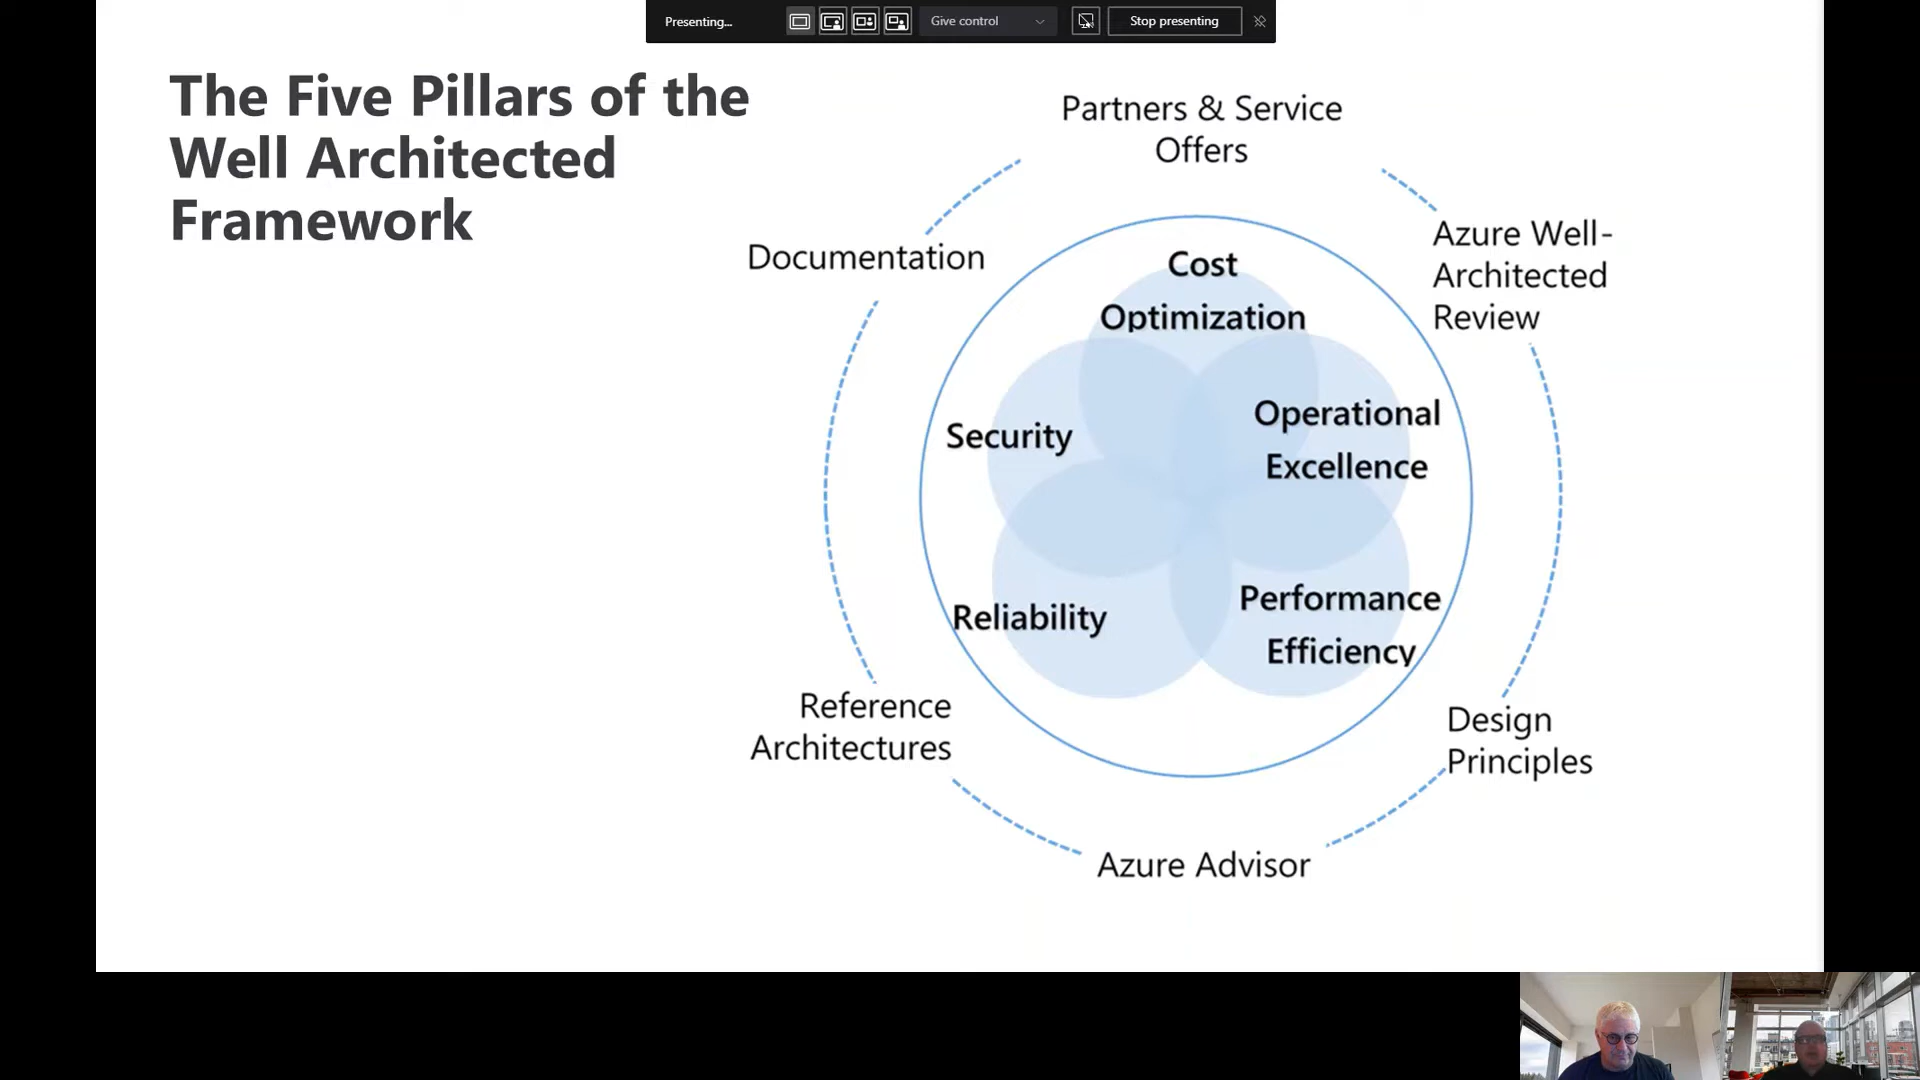 Presenting...
Give control
Stop presenting
The Five Pillars of the
Well Architected
Framework
Partners & Service
Offers
Documentation
Azure Well-
Architected
Review
Cost
Optimization
Security
Operational
Excellence
Reliability
Performance
Efficiency
Reference
Architectures
Design
Principles
Azure Advisor